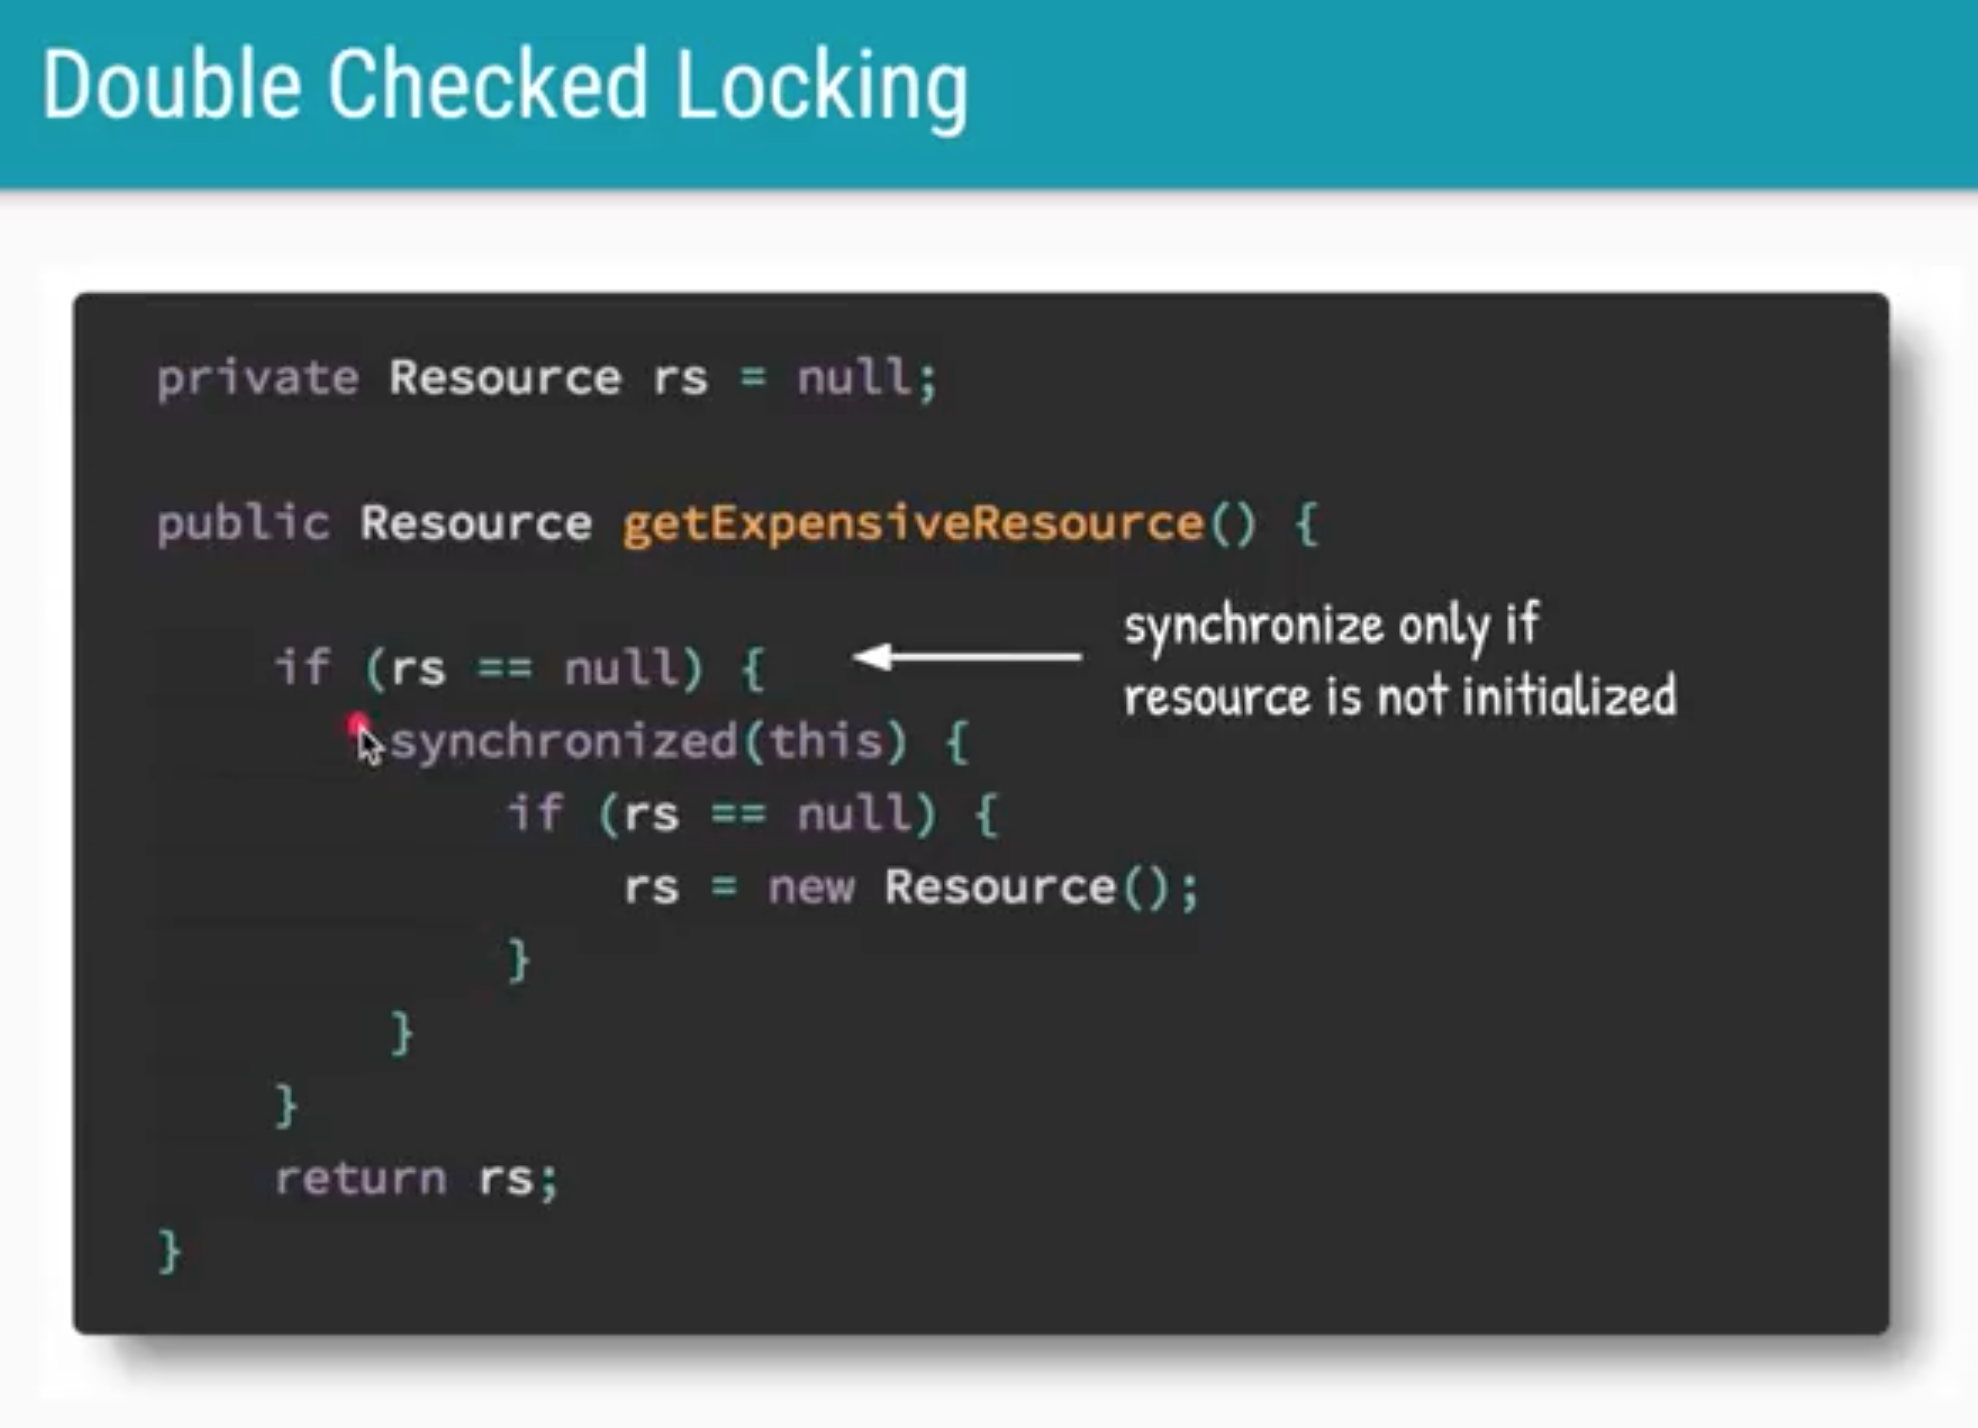 Double Checked Locking
private Resource rs = null;
public Resource getExpensiveResource() {
if (rs == null) {
synchronize only if
resource is not initialized
synchronized(this) {
if (rs == null) {
rs = new Resource();
}
}
}
return rs;
}